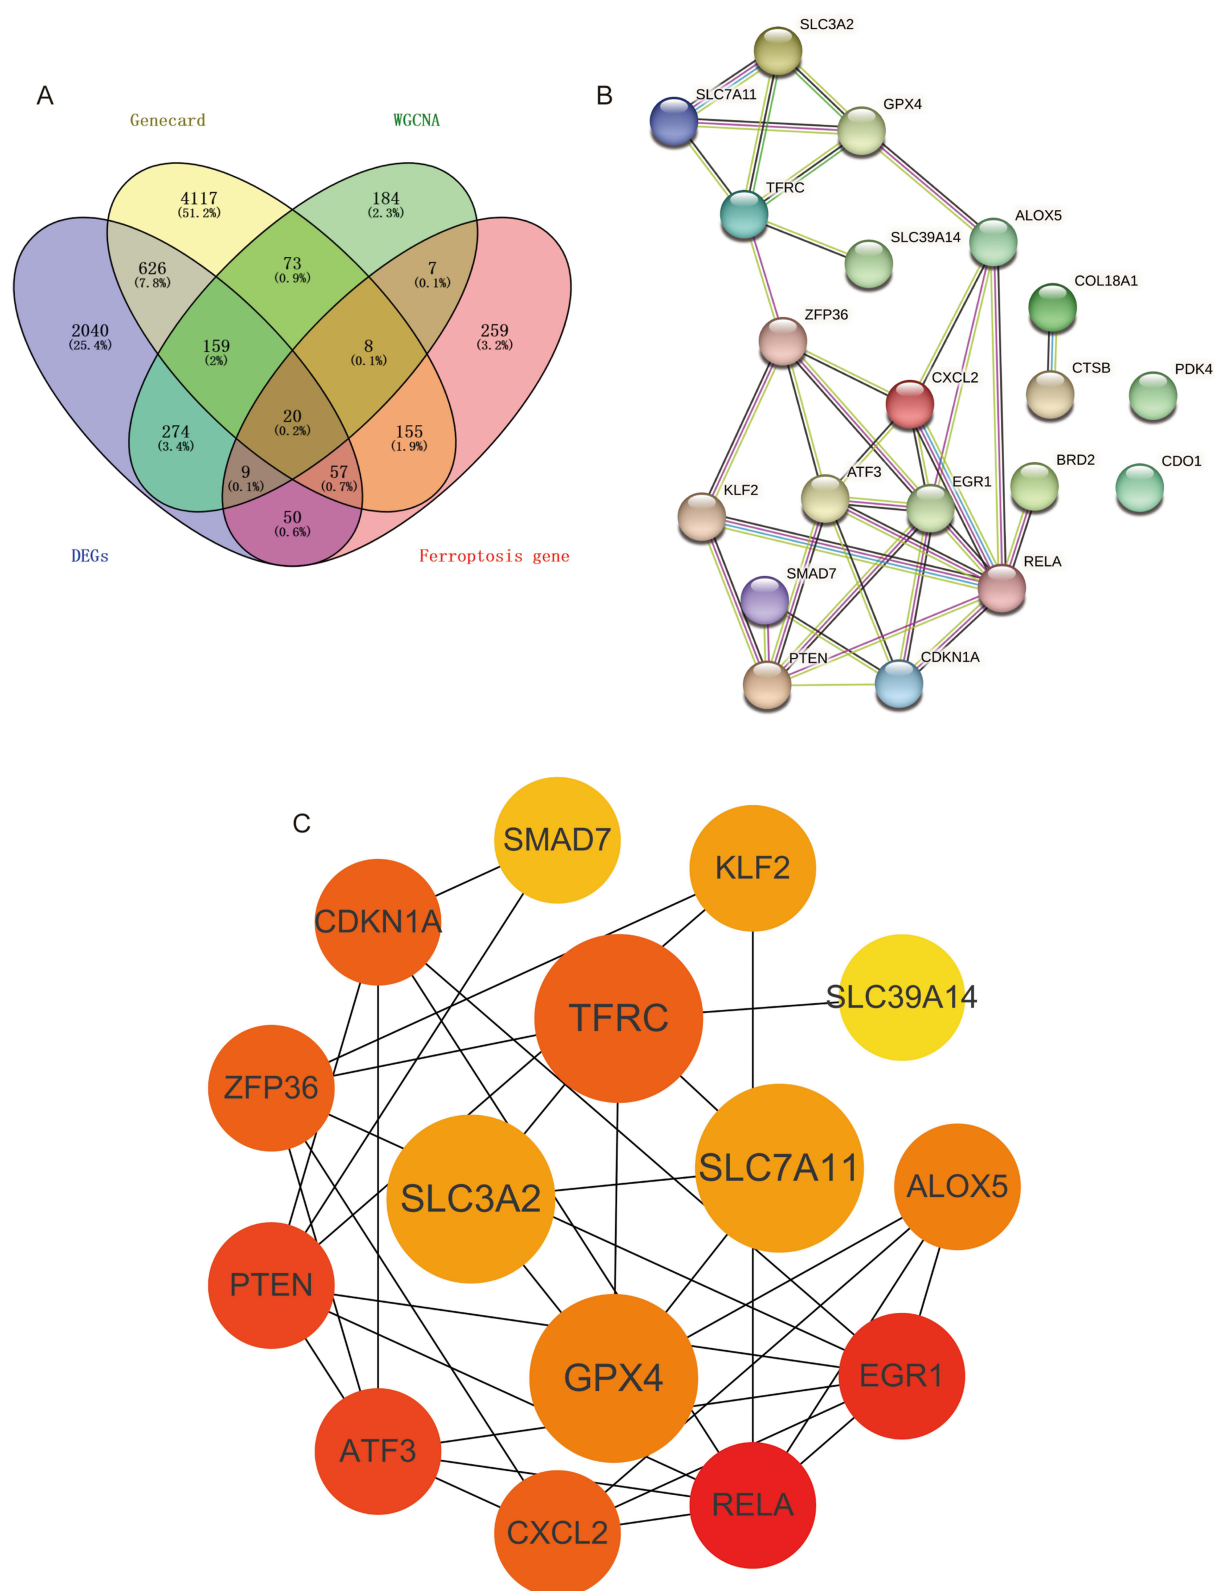 A
Genecard
WGCNA
4117
(51.2%)
184
(2.3%)
626
(7.8%)
73
(0.9%)
7
(0.1%)
2040
(25.4%)
159
(2%)
8
(0.1%)
259
(3.2%)
274
(3.4%)
20
(0.2%)
155
(1.9%)
9
(0.1%)
57
(0.7%)
50
(0.6%)
DEGs
Ferroptosis gene
B
SLC3A2
SLC7A11
GPX4
TFRC
SLC39A14
ALOX5
COL18A1
ZFP36
CXCL2
CTSB
PDK4
KLF2
ATF3
EGR1
BRD2
CDO1
RELA
SMAD7
PTEN
CDKN1A
C
SMAD7
KLF2
CDKN1A
TFRC
SLC39A14
ZFP36
SLC3A2
SLC7A11
ALOX5
PTEN
GPX4
EGR1
ATF3
CXCL2
RELA